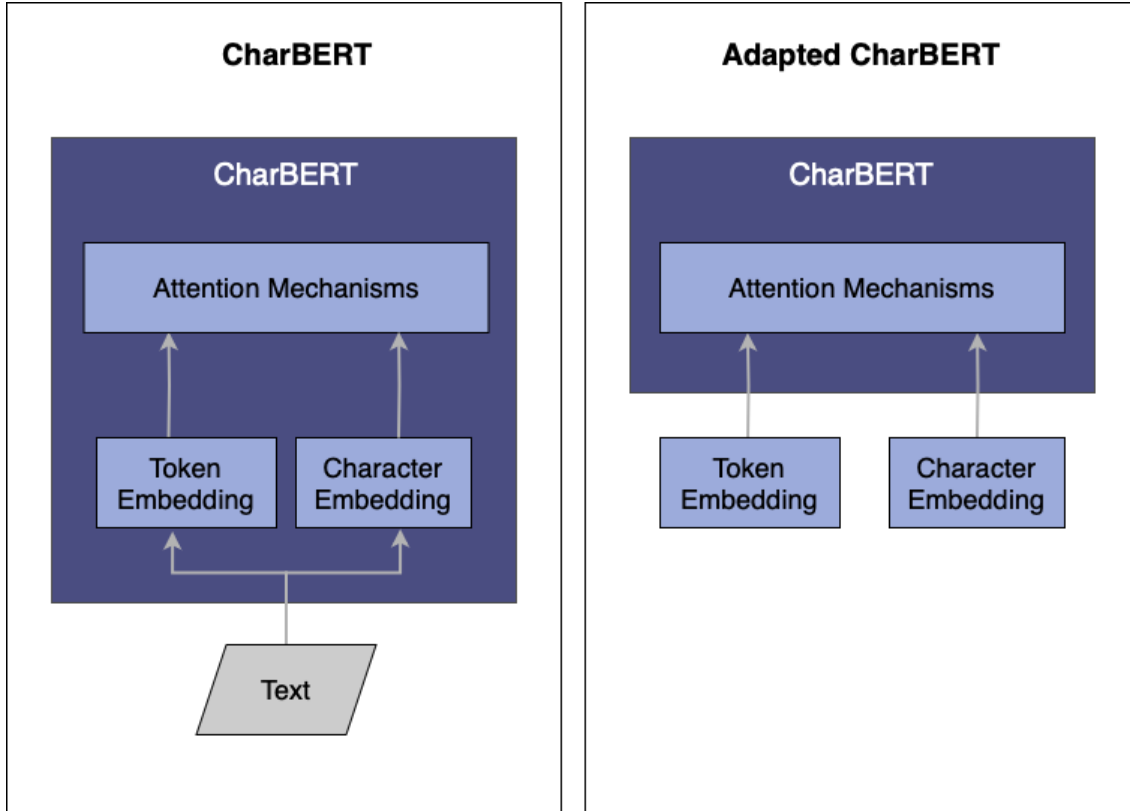 CharBERT
CharBERT
Attention Mechanisms
Token
Embedding
Character
Embedding
Text
Adapted CharBERT
CharBERT
Attention Mechanisms
Token
Embedding
Character
Embedding